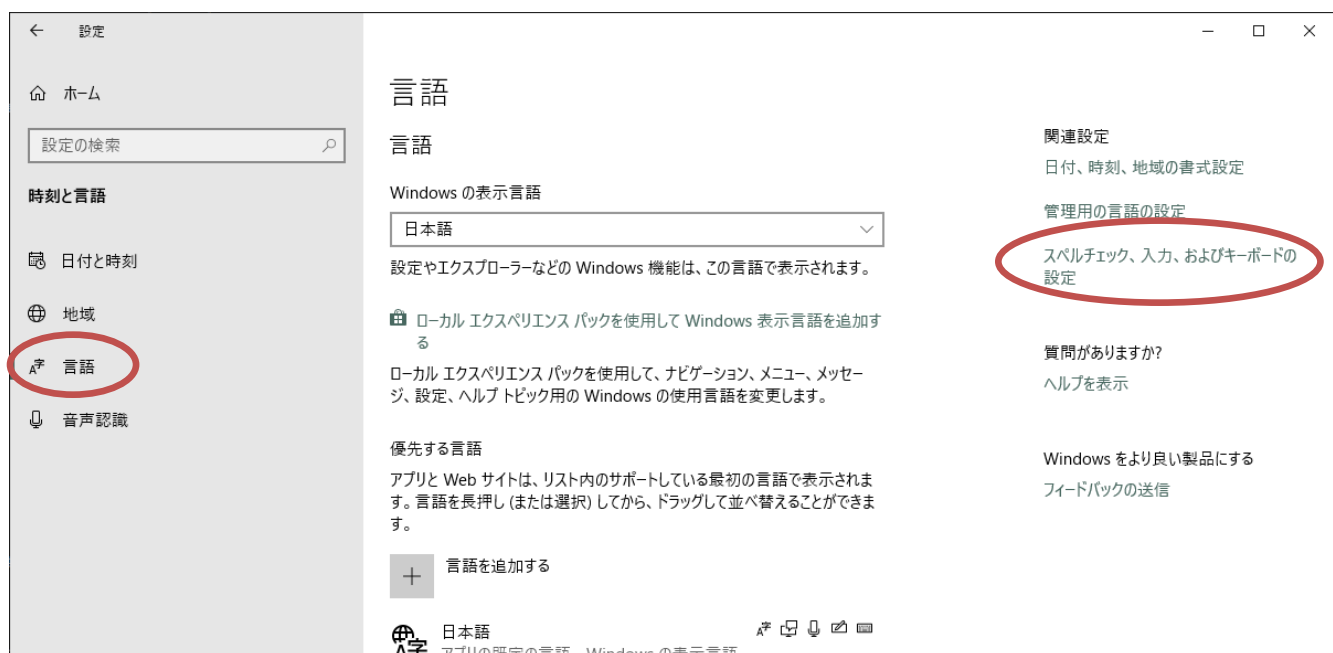 設定
ホーム
設定の検索
時刻と言語
日付と時刻
地域
言語
音声認識
言語
言語
Windows の表示言語
日本語
設定やエクスプローラーなどの Windows 機能は、この言語で表示されます。
ローカル エクスペリエンス パックを使用して Windows 表示言語を追加す
る
ローカル エクスペリエンス パックを使用して、ナビゲーション、メニュー、メッセー
ジ、設定、ヘルプ トピック用の Windows の使用言語を変更します。
優先する言語
アプリと Web サイトは、リスト内のサポートしている最初の言語で表示されま
す。言語を長押し (または選択) してから、ドラッグして並べ替えることができま
す。
言語を追加する
日本語
アプリの既定の言語、Windows の表示言語
関連設定
日付、時刻、地域の書式設定
管理用の言語の設定
スペルチェック、入力、およびキーボードの
設定
質問がありますか?
ヘルプを表示
Windows をより良い製品にする
フィードバックの送信